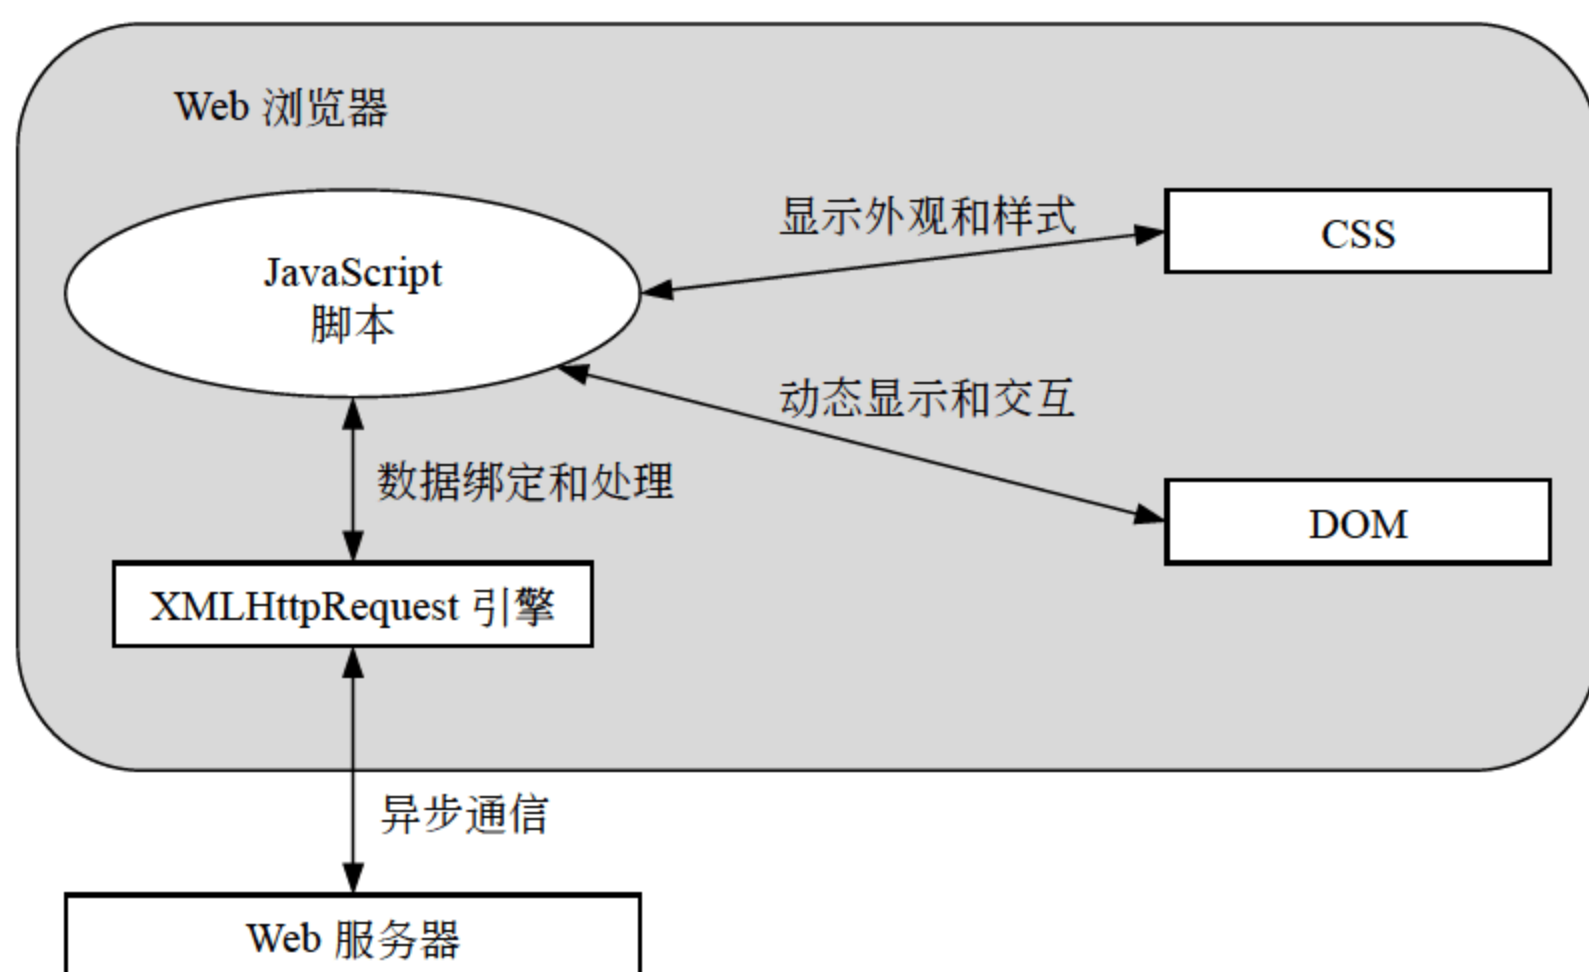 Web 浏览器
显示外观和样式
CSS
JavaScript
脚本
动态显示和交互
数据绑定和处理
DOM
XMLHttpRequest 引擎
异步通信
Web 服务器